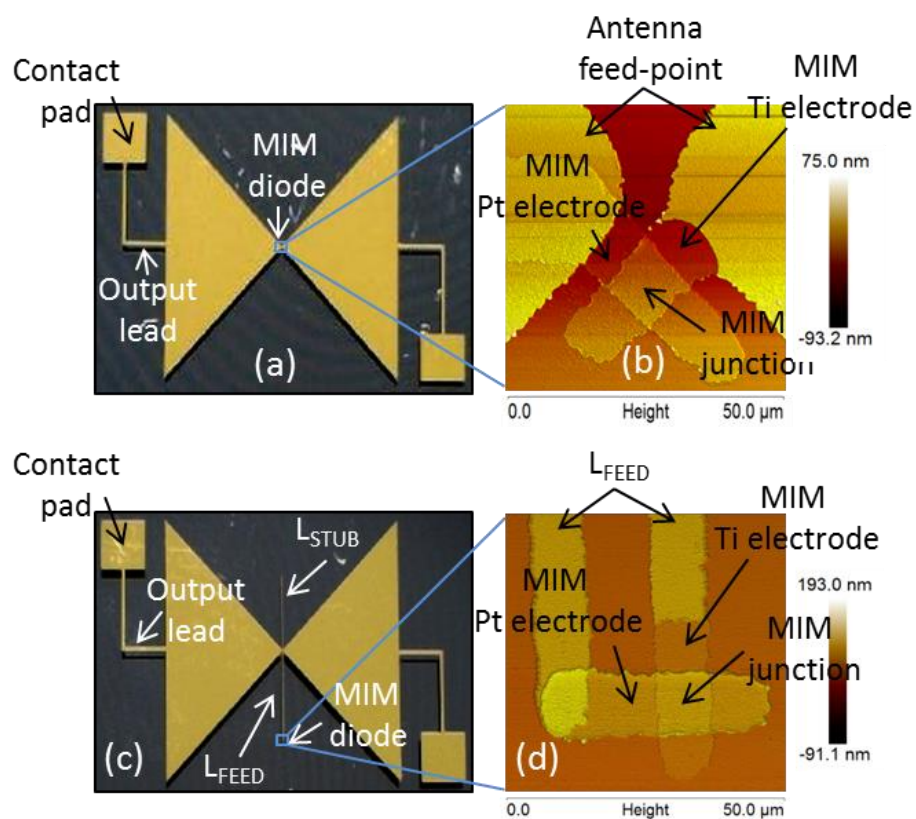 Contact
pad
MIM
diode
Output
lead
(a)
Antenna
feed-point
MIM
Ti electrode
MIM
Pt electrode
MIM
junction
(b)
75.0 nm
-93.2 nm
0.0 Height 50.0 µm
Contact
pad
LSTUB
Output
lead
MIM
diode
LFEED
(c)
LFEED
MIM
Ti electrode
MIM
Pt electrode
MIM
junction
(d)
193.0 nm
-91.1 nm
0.0 Height 50.0 µm